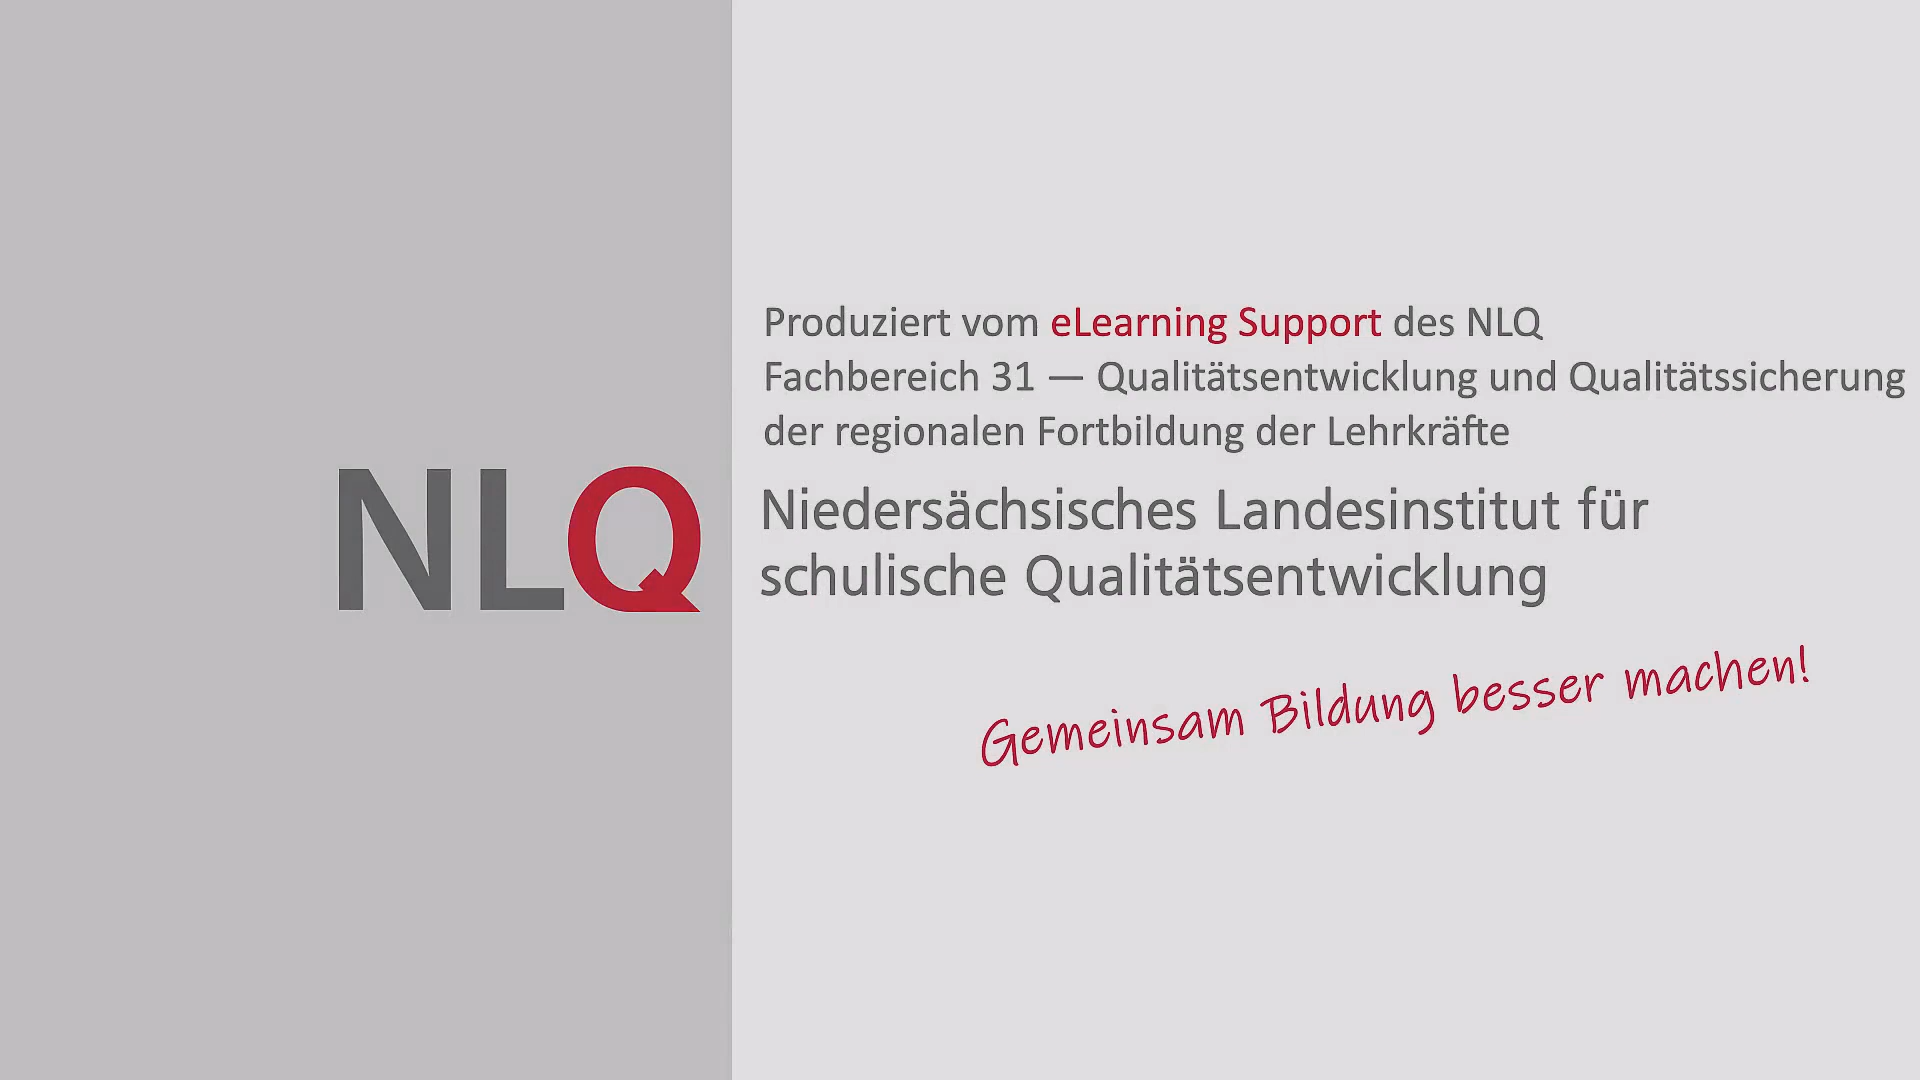 Produziert vom eLearning Support des NLQ
Fachbereich 31 — Qualitätsentwicklung und Qualitätssicherung
der regionalen Fortbildung der Lehrkräfte
NLQ
Niedersächsisches Landesinstitut für
schulische Qualitätsentwicklung
Gemeinsam Bildung besser machen!